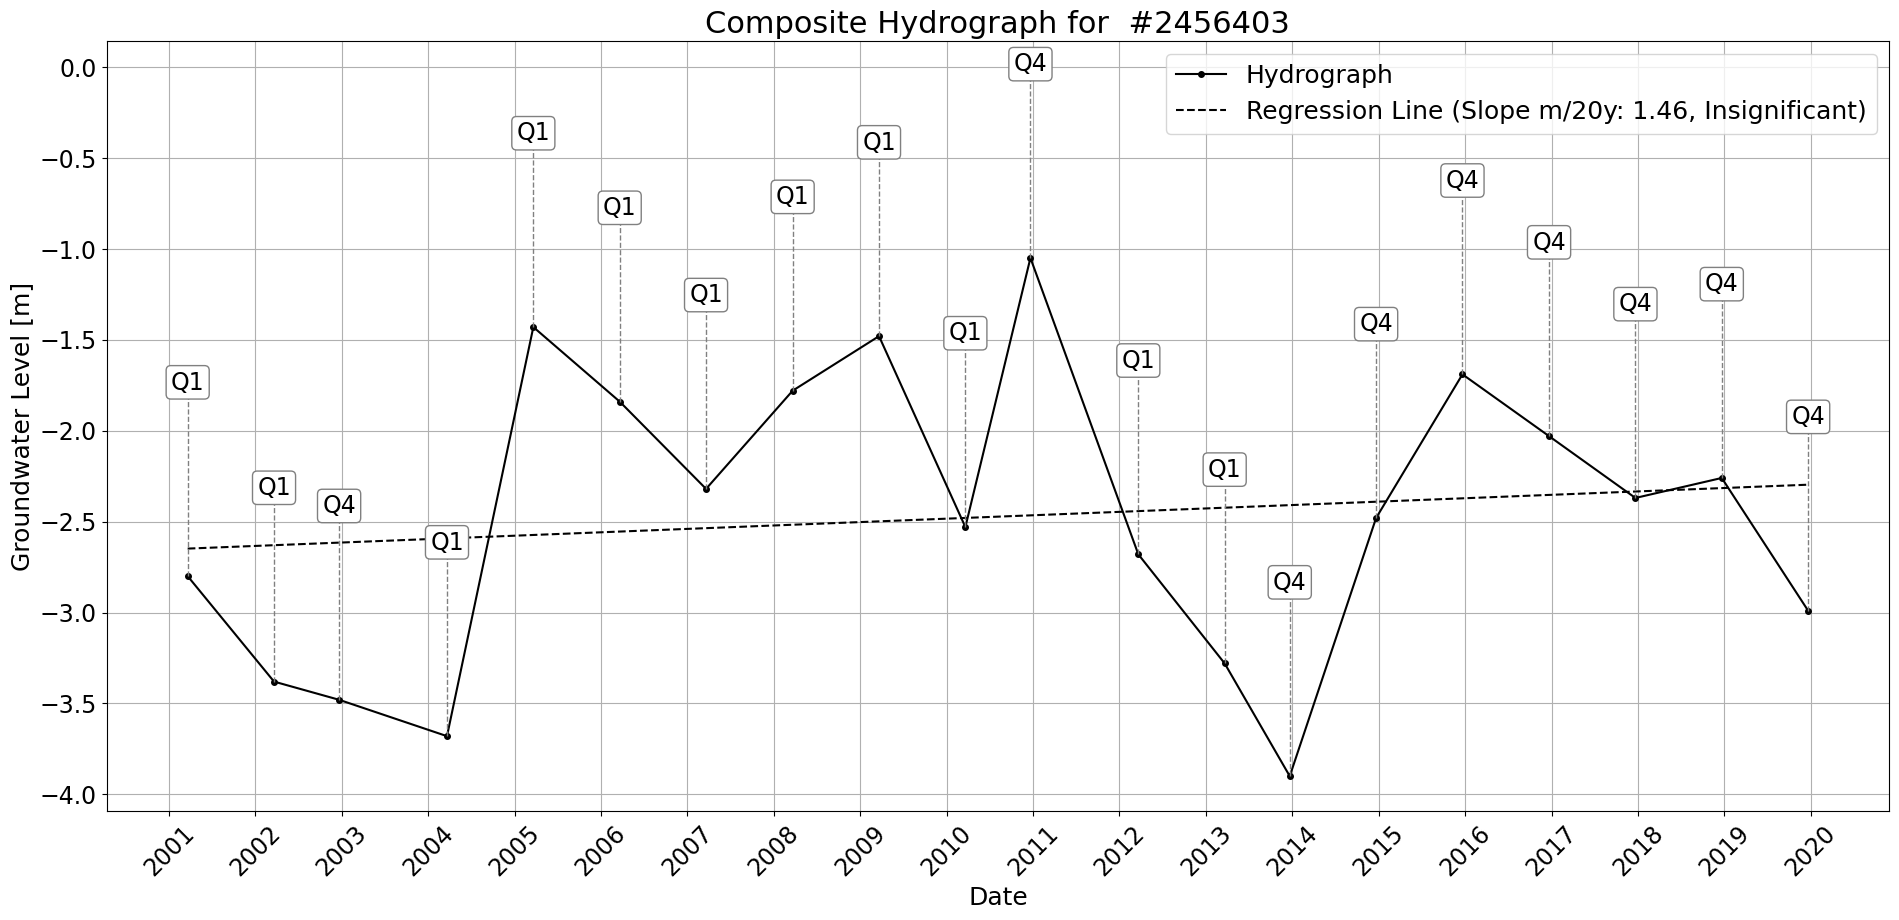 Composite Hydrograph for  #2456403
Hydrograph
Regression Line (Slope m/20y: 1.46, Insignificant)
Groundwater Level [m]
0.0
−0.5
−1.0
−1.5
−2.0
−2.5
−3.0
−3.5
−4.0
Q1
Q1
Q4
Q1
Q1
Q1
Q1
Q1
Q1
Q1
Q4
Q1
Q1
Q4
Q4
Q4
Q4
Q4
Q4
Q4
2001
2002
2003
2004
2005
2006
2007
2008
2009
2010
2011
2012
2013
2014
2015
2016
2017
2018
2019
2020
Date